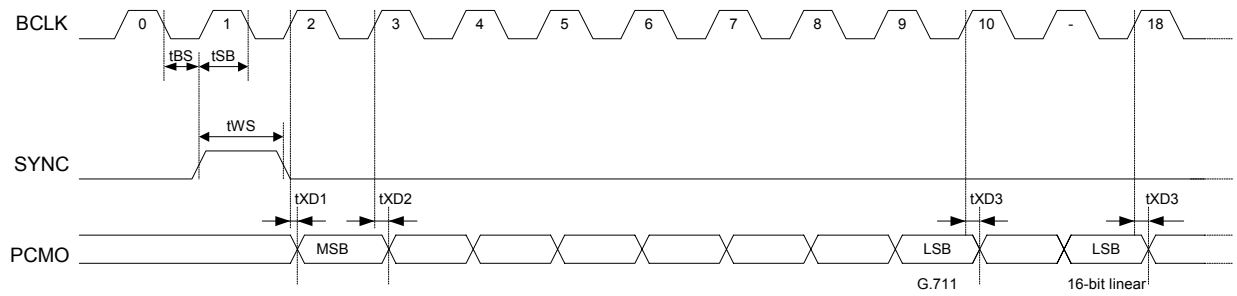 BCLK 0 1 2 3 4 5 6 7 8 9 10 - 18
tBS tSB
tWS
SYNC
tXD1 tXD2 tXD3 tXD3
PCMO MSB LSB LSB
G.711 16-bit linear